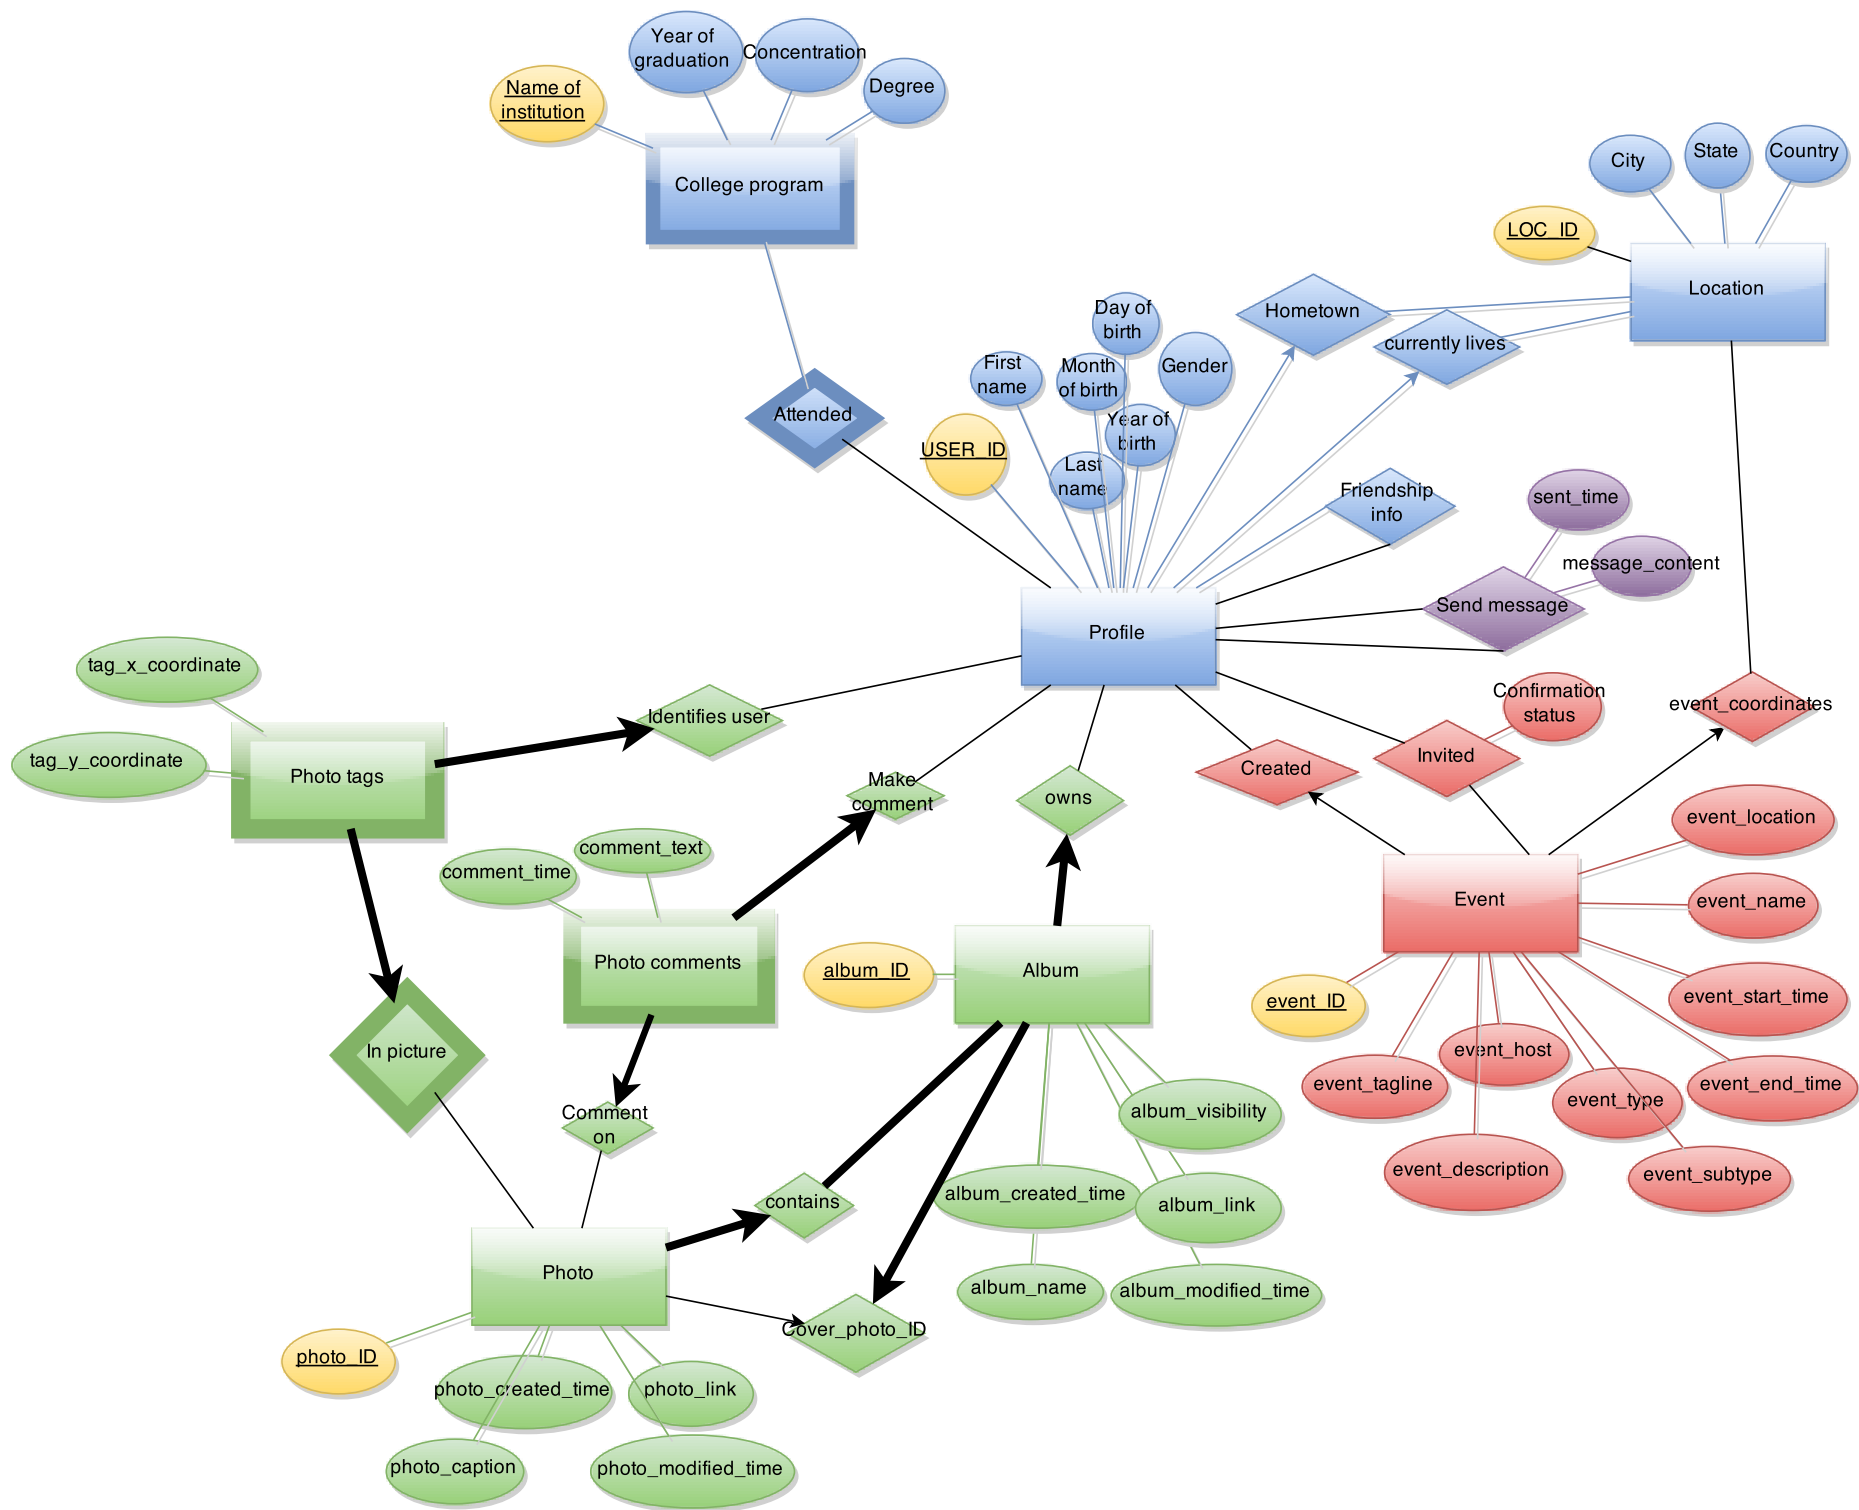 Year of
graduation
Concentration
Degree
Name of
institution
College program
City
State
Country
LOC_ID
Location
Hometown
currently lives
Day of
birth
First
name
Month
of birth
Gender
Attended
Year of
birth
USER_ID
Last
name
Friendship
info
sent_time
message_content
Send message
Profile
tag_x_coordinate
tag_y_coordinate
Photo tags
Identifies user
Make
comment
owns
Created
Invited
Confirmation
status
event_coordinates
comment_text
comment_time
Photo comments
album_ID
Album
Event
event_location
event_name
event_start_time
event_end_time
event_ID
event_tagline
event_host
event_type
event_description
event_subtype
In picture
Comment
on
contains
album_visibility
album_created_time
album_link
album_name
album_modified_time
Photo
Cover_photo_ID
photo_ID
photo_created_time
photo_link
photo_caption
photo_modified_time